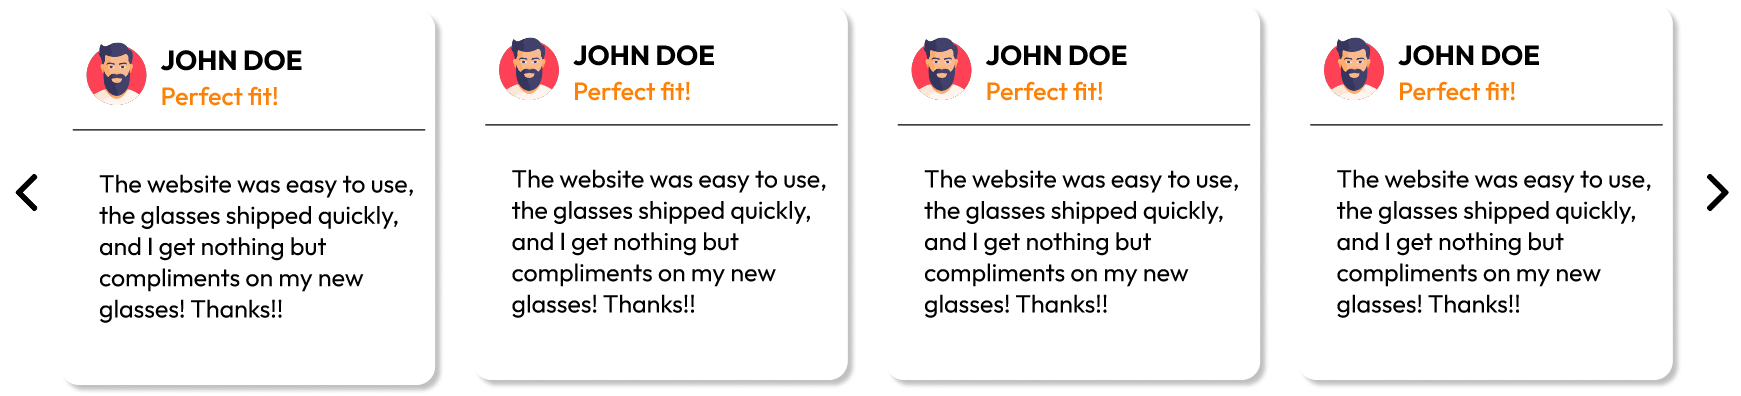 JOHN DOE
Perfect fit!
The website was easy to use,
the glasses shipped quickly,
and I get nothing but
compliments on my new
glasses! Thanks!!
JOHN DOE
Perfect fit!
The website was easy to use,
the glasses shipped quickly,
and I get nothing but
compliments on my new
glasses! Thanks!!
JOHN DOE
Perfect fit!
The website was easy to use,
the glasses shipped quickly,
and I get nothing but
compliments on my new
glasses! Thanks!!
JOHN DOE
Perfect fit!
The website was easy to use,
the glasses shipped quickly,
and I get nothing but
compliments on my new
glasses! Thanks!!